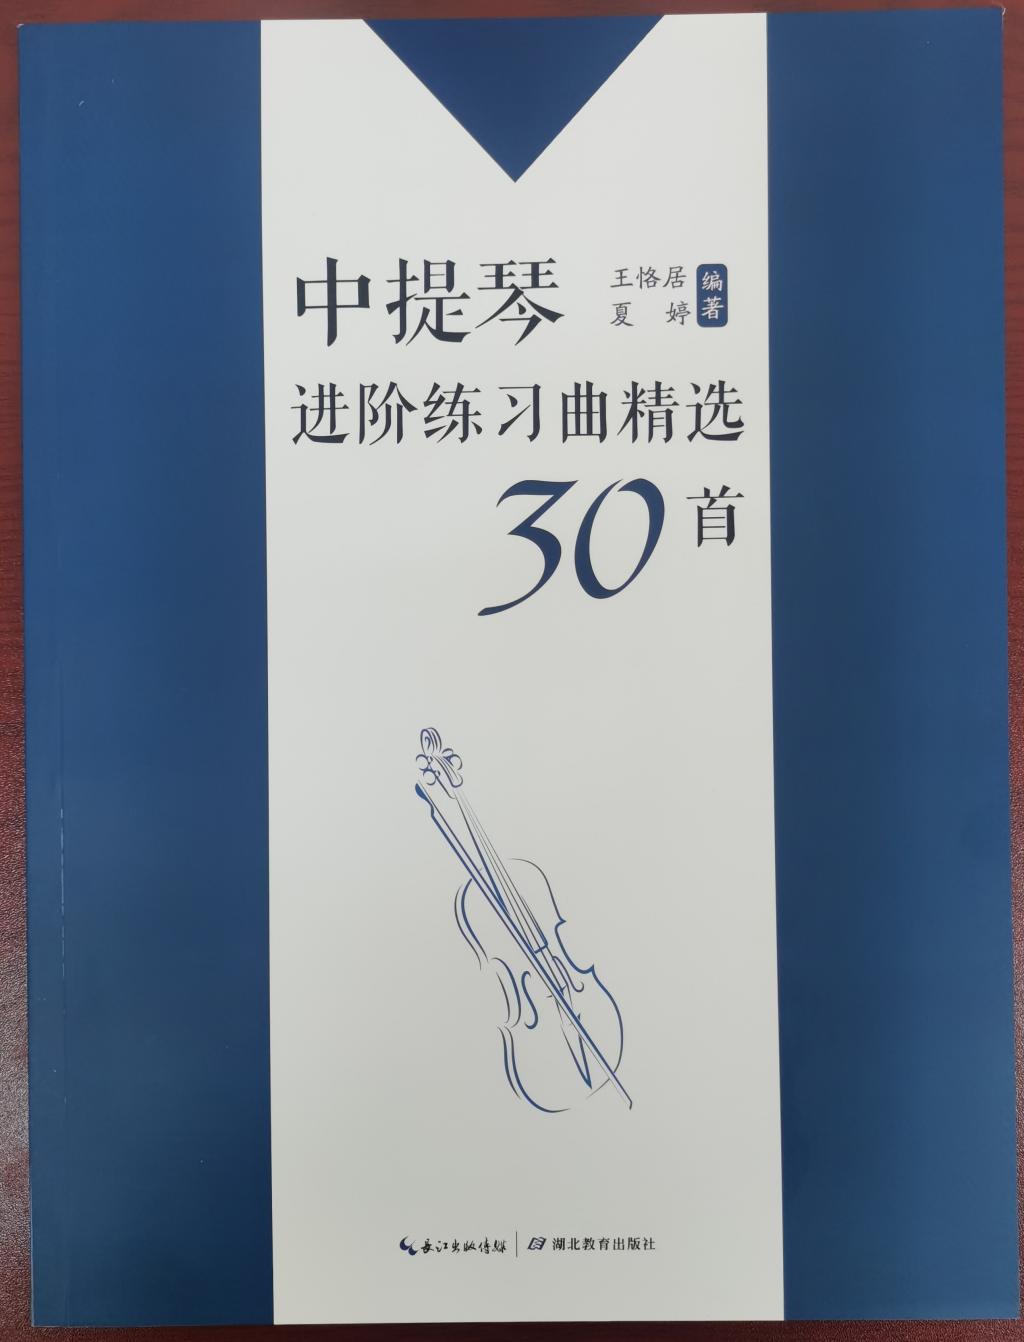 中提琴
王恪居
夏 婷
编著
进阶练习曲精选
30首
长江出版传媒
湖北教育出版社